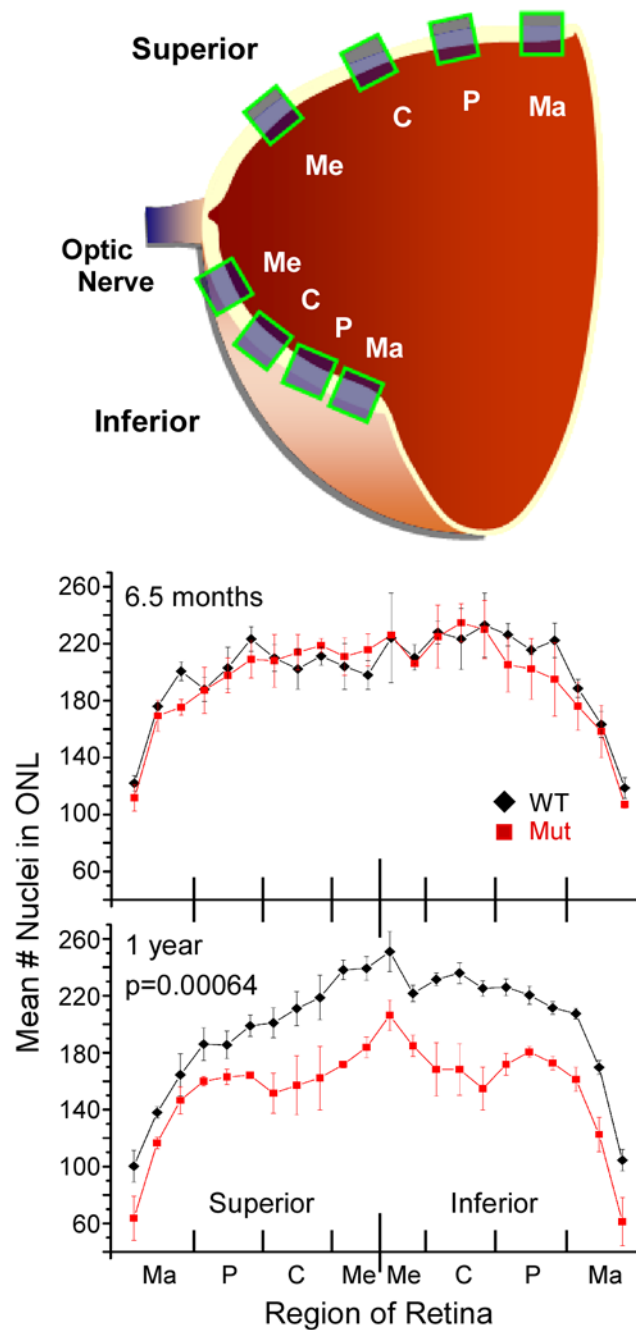 Superior
C
P
Ma
Me
Optic
Nerve
Me
C
P
Ma
Inferior
Mean # Nuclei in ONL
260
6.5 months
220
180
140
WT
100
Mut
60
260
1 year
220
p=0.00064
180
140
100
Superior Inferior
60
Ma P C Me Me C P Ma
Region of Retina